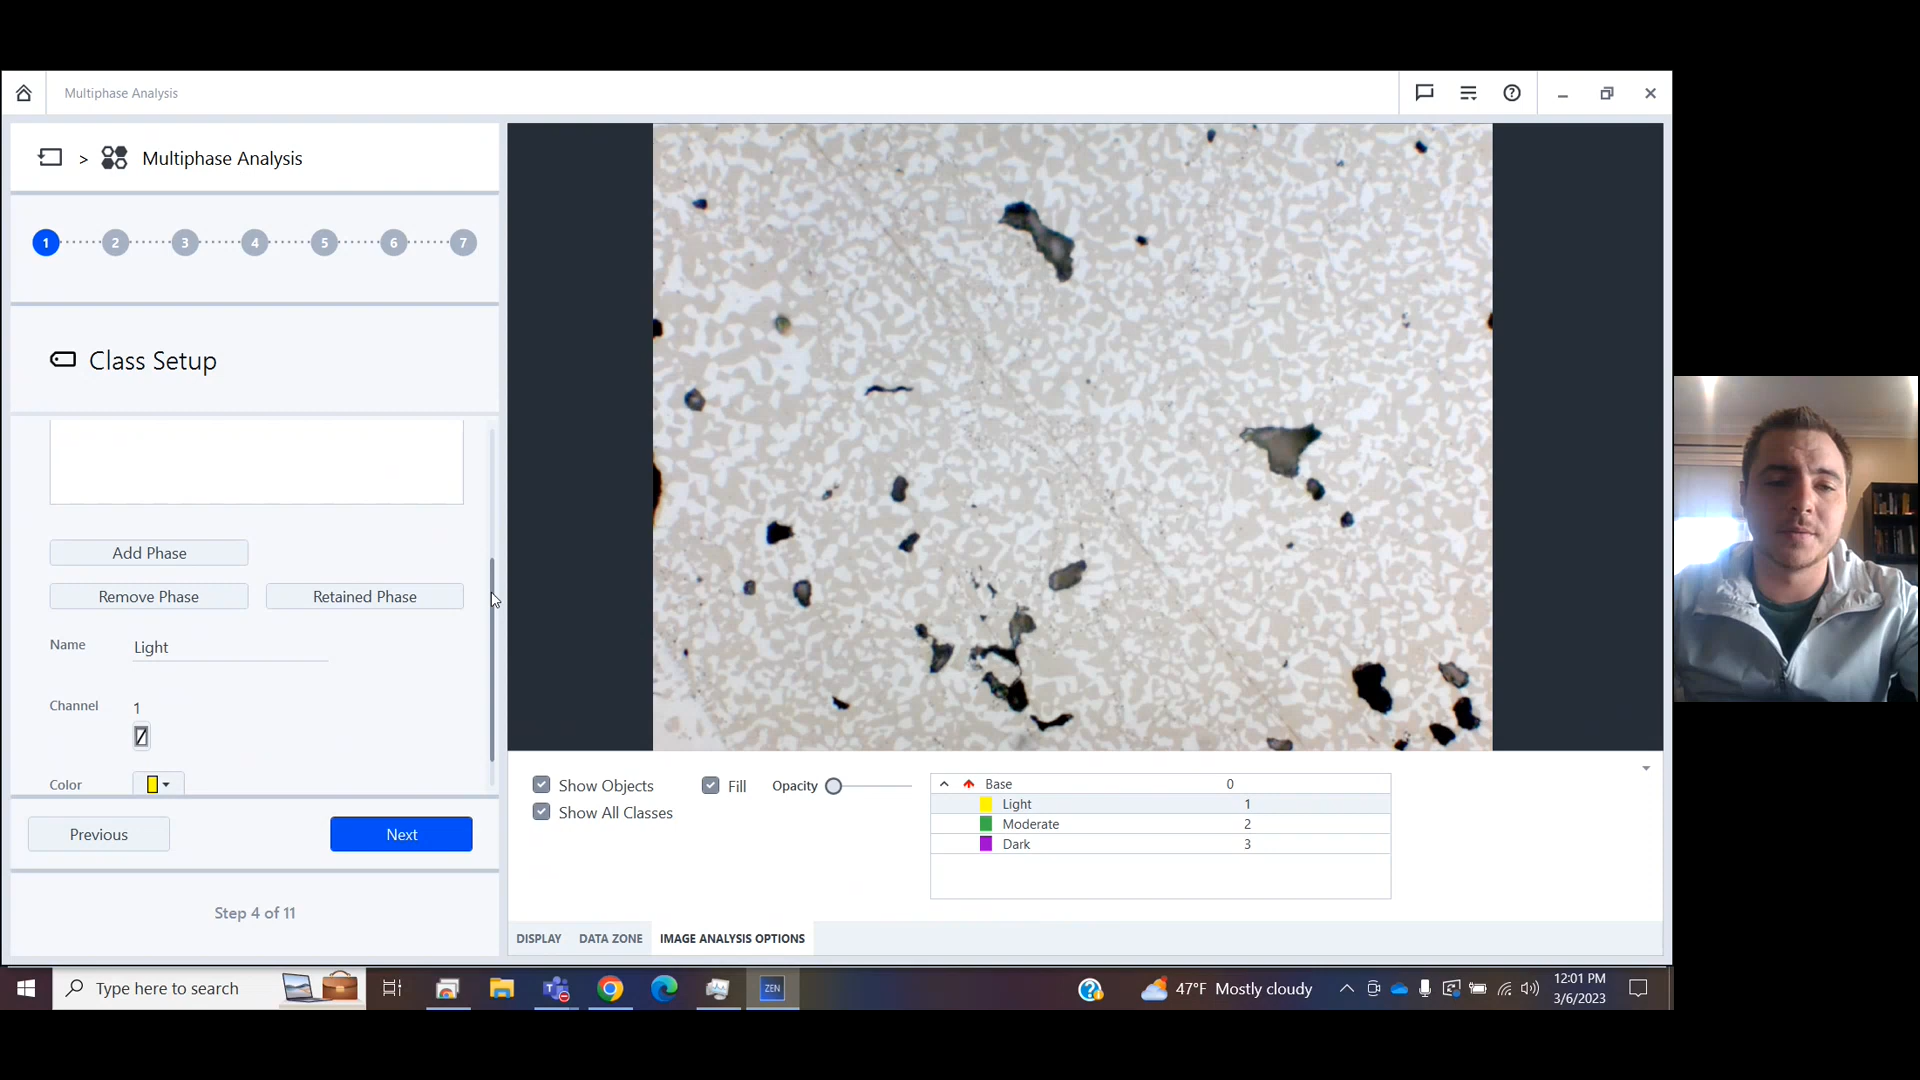 Multiphase Analysis
> Multiphase Analysis
1 2 3 4 5 6 7
Class Setup
Add Phase
Remove Phase Retained Phase
Name Light
Channel 1
Color
Previous Next
Step 4 of 11
Show Objects Fill Opacity
Show All Classes
Base 0
Light 1
Moderate 2
Dark 3
DISPLAY DATA ZONE IMAGE ANALYSIS OPTIONS
Type here to search
ZEN
47°F Mostly cloudy
12:01 PM
3/6/2023